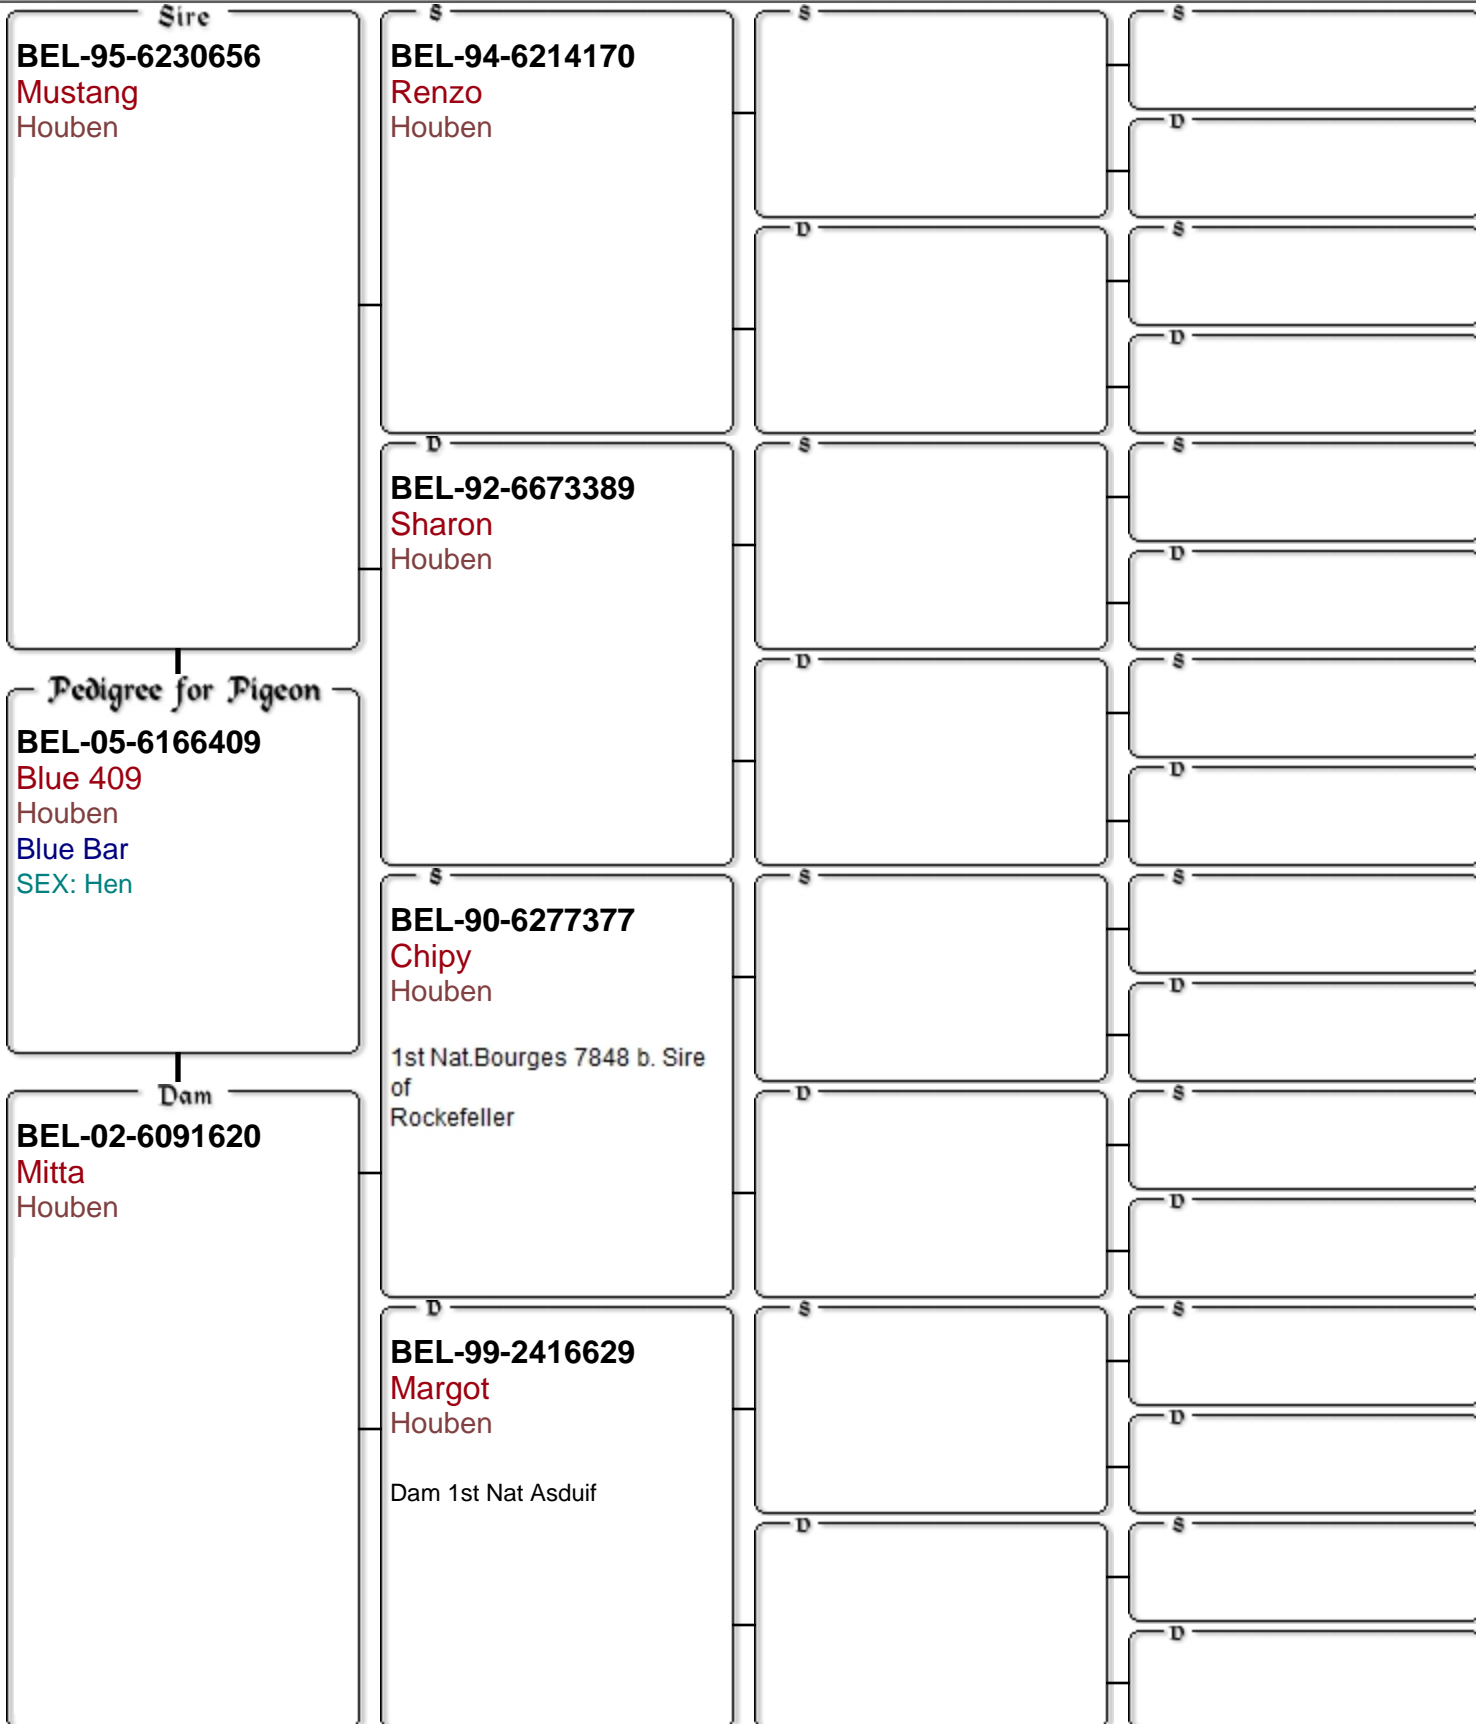 Sire
BEL-95-6230656
Mustang
Houben
Pedigree for Pigeon
BEL-05-6166409
Blue 409
Houben
Blue Bar
SEX: Hen
Dam
BEL-02-6091620
Mitta
Houben
S
BEL-94-6214170
Renzo
Houben
D
BEL-92-6673389
Sharon
Houben
S
BEL-90-6277377
Chipy
Houben
1st Nat.Bourges 7848 b. Sire
of
Rockefeller
D
BEL-99-2416629
Margot
Houben
Dam 1st Nat Asduif
S
D
S
D
S
D
S
D
S
D
S
D
S
D
S
D
S
D
S
D
S
D
S
D